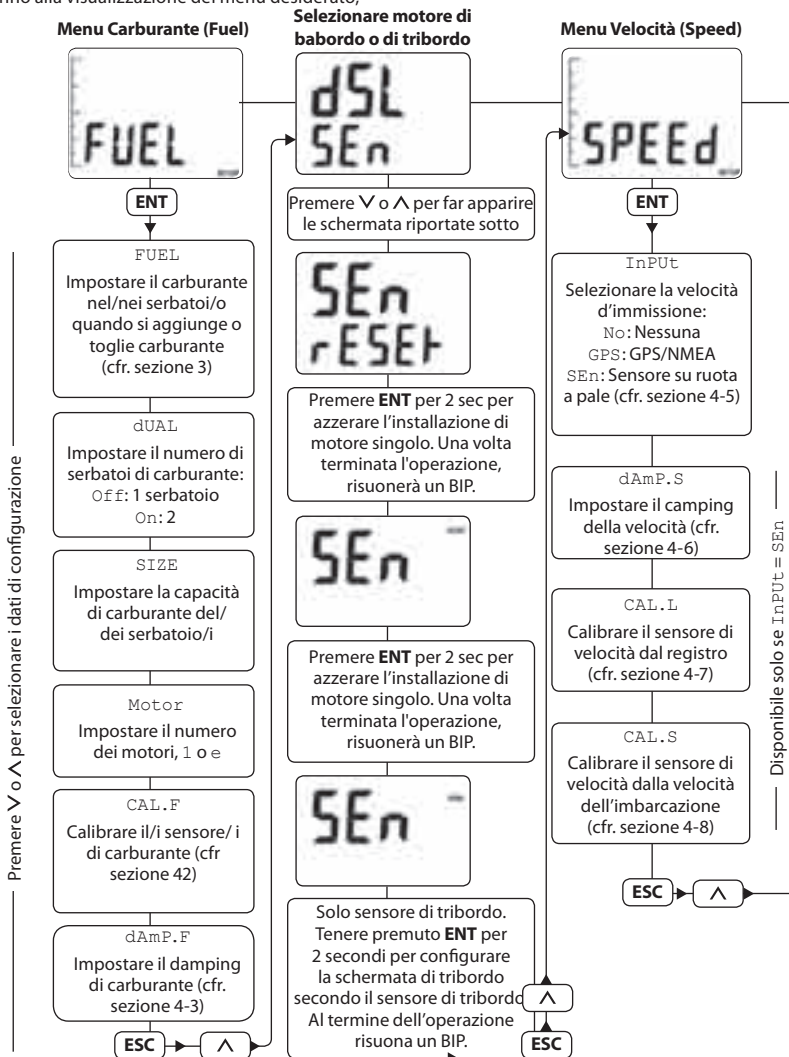 Menu Carburante (Fuel)
FUEL
ENT
FUEL
Impostare il carburante
nel/nei serbatoi/o
quando si aggiunge o
toglie carburante
(cfr. sezione 3)
dUAL
Impostare il numero di
serbatoi di carburante:
Off: 1 serbatoio
On: 2
SIZE
Impostare la capacità
di carburante del/
dei serbatoio/i
Motor
Impostare il numero
dei motori, 1 o e
CAL.F
Calibrare il/i sensore/ i
di carburante (cfr
sezione 42)
dAmP.F
Impostare il damping
di carburante (cfr.
sezione 4-3)
ESC
Premere V o Λ per selezionare i dati di configurazione
Selezionare motore di
babordo o di tribordo
dSL
SEn
Premere V o Λ per far apparire
le schermata riportate sotto
SEn
rESEt
Premere ENT per 2 sec per
azzerare l'installazione di
motore singolo. Una volta
terminata l'operazione,
risuonerà un BIP.
SEn
Premere ENT per 2 sec per
azzerare l'installazione di
motore singolo. Una volta
terminata l'operazione,
risuonerà un BIP.
SEn
Solo sensore di tribordo.
Tenere premuto ENT per
2 secondi per configurare
la schermata di tribordo
secondo il sensore di tribordo
Al termine dell'operazione
risuona un BIP.
ESC
Menu Velocità (Speed)
SPEEd
ENT
InPUt
Selezionare la velocità
d'immissione:
No: Nessuna
GPS: GPS/NMEA
SEn: Sensore su ruota
a pale (cfr. sezione 4-5)
dAmP.S
Impostare il camping
della velocità (cfr.
sezione 4-6)
CAL.L
Calibrare il sensore di
velocità dal registro
(cfr. sezione 4-7)
CAL.S
Calibrare il sensore di
velocità dalla velocità
dell'imbarcazione
(cfr. sezione 4-8)
ESC
Disponibile solo se InPUt = SEn